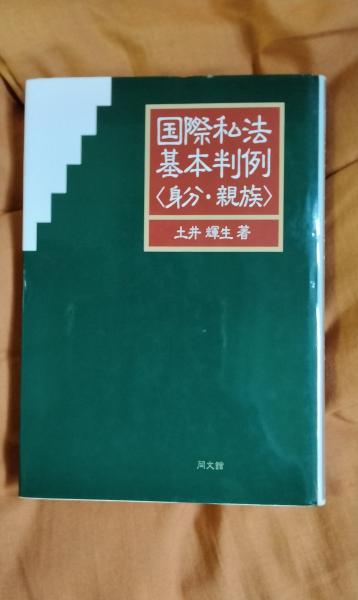 国際私法
基本判例
〈身分・親族〉
土井輝生著
同文舘